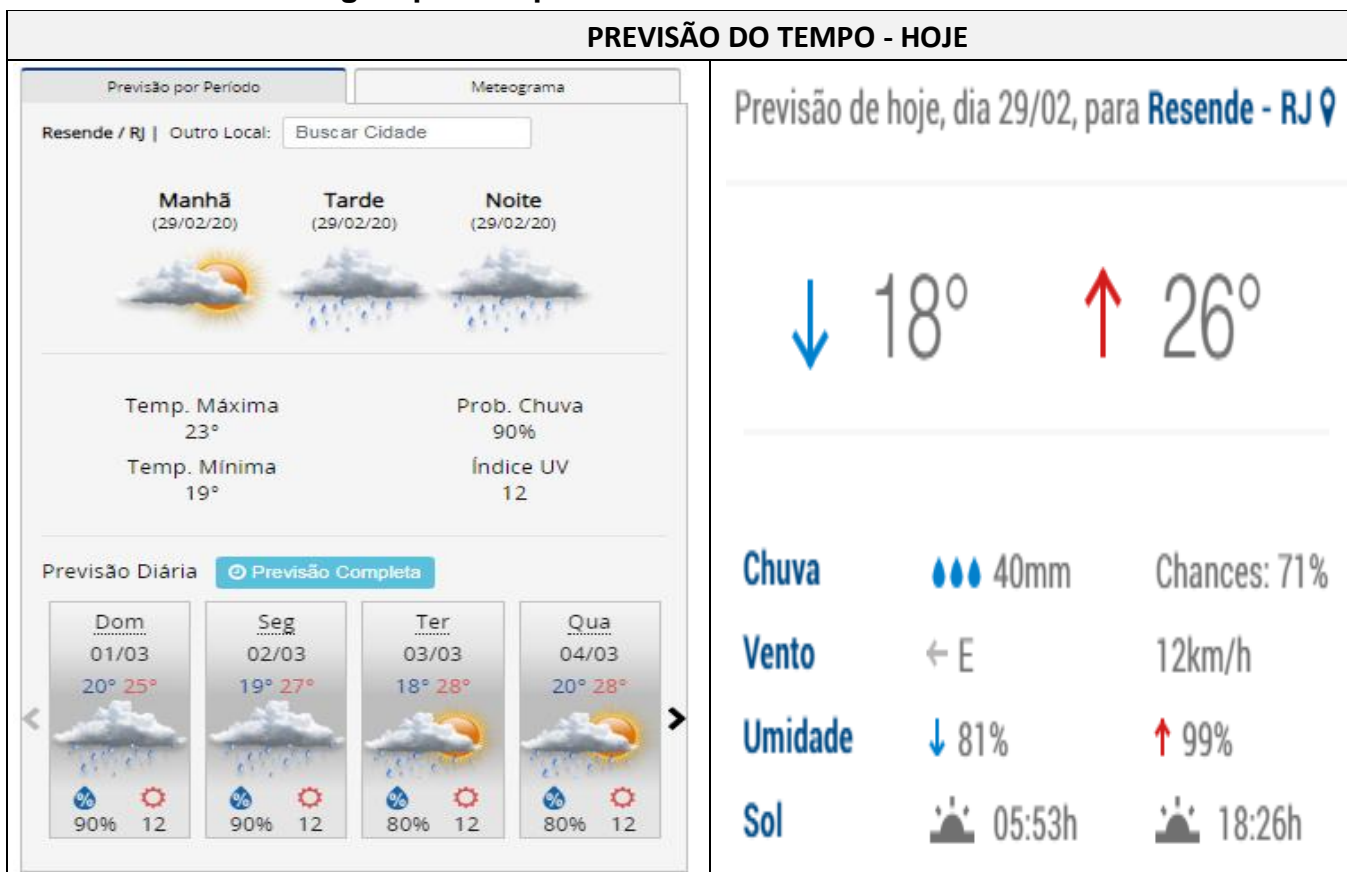 PREVISÃO DO TEMPO - HOJE
Previsão por Período
Meteograma
Resende / RJ | Outro Local: Buscar Cidade
Manhã Tarde Noite
(29/02/20) (29/02/20) (29/02/20)
Temp. Máxima Prob. Chuva
23° 90%
Temp. Mínima Índice UV
19° 12
Previsão Diária Previsão Completa
Dom Seg Ter Qua
01/03 02/03 03/03 04/03
20° 25° 19° 27° 18° 28° 20° 28°
% % % %
90% 12 90% 12 80% 12 80% 12
Previsão de hoje, dia 29/02, para Resende - RJ
↓ 18° ↑ 26°
Chuva 40mm Chances: 71%
Vento ← E 12km/h
Umidade ↓ 81% ↑ 99%
Sol 05:53h 18:26h